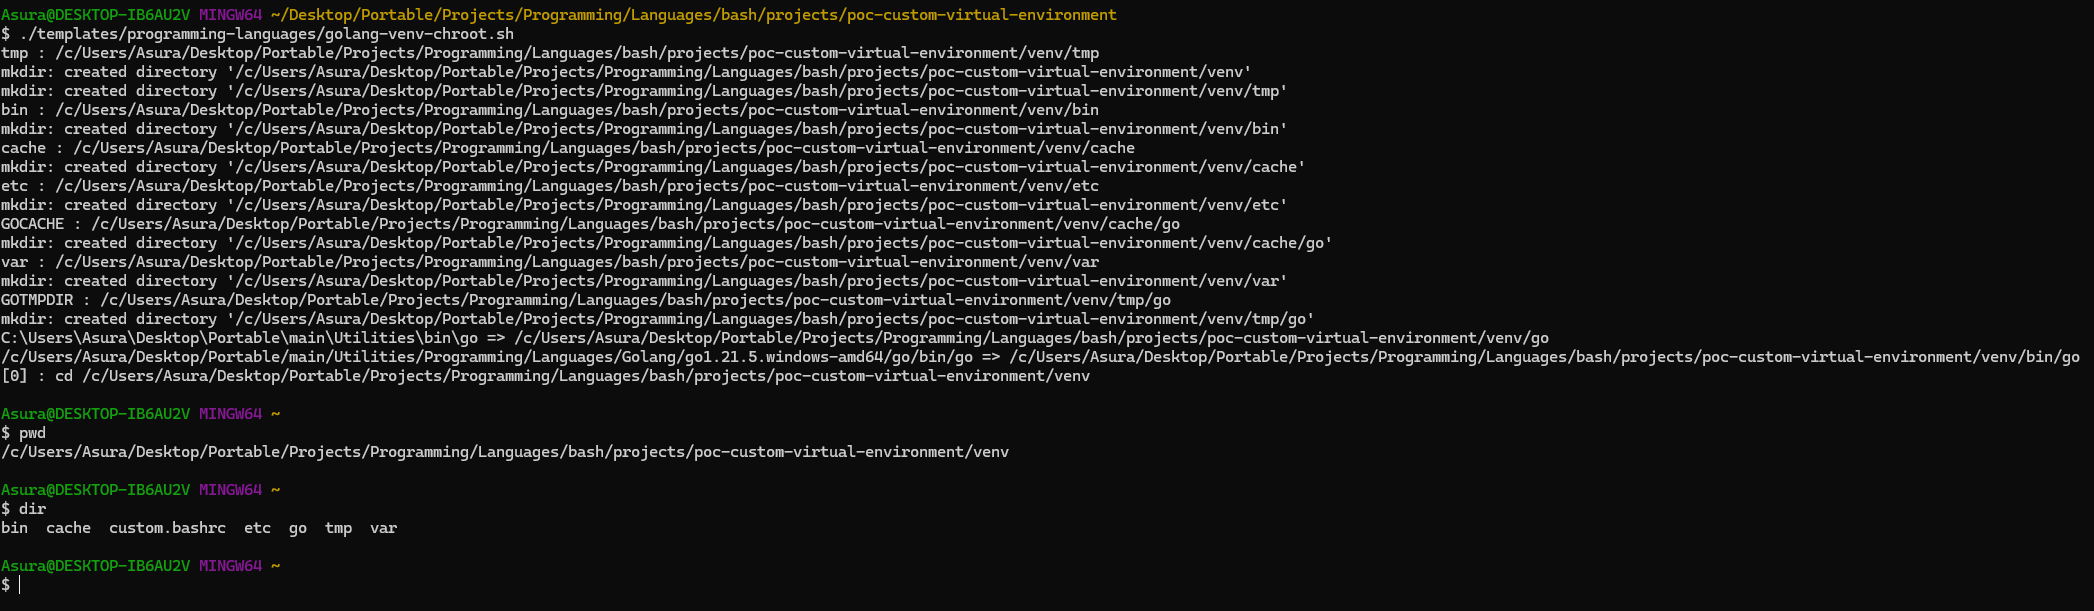 Asura@DESKTOP-IB6AU2V MINGW64 ~/Desktop/Portable/Projects/Programming/Languages/bash/projects/poc-custom-virtual-environment
$ ./templates/programming-languages/golang-venv-chroot.sh
tmp : /c/Users/Asura/Desktop/Portable/Projects/Programming/Languages/bash/projects/poc-custom-virtual-environment/venv/tmp
mkdir: created directory '/c/Users/Asura/Desktop/Portable/Projects/Programming/Languages/bash/projects/poc-custom-virtual-environment/venv'
mkdir: created directory '/c/Users/Asura/Desktop/Portable/Projects/Programming/Languages/bash/projects/poc-custom-virtual-environment/venv/tmp'
bin : /c/Users/Asura/Desktop/Portable/Projects/Programming/Languages/bash/projects/poc-custom-virtual-environment/venv/bin
mkdir: created directory '/c/Users/Asura/Desktop/Portable/Projects/Programming/Languages/bash/projects/poc-custom-virtual-environment/venv/bin'
cache : /c/Users/Asura/Desktop/Portable/Projects/Programming/Languages/bash/projects/poc-custom-virtual-environment/venv/cache
mkdir: created directory '/c/Users/Asura/Desktop/Portable/Projects/Programming/Languages/bash/projects/poc-custom-virtual-environment/venv/cache'
etc : /c/Users/Asura/Desktop/Portable/Projects/Programming/Languages/bash/projects/poc-custom-virtual-environment/venv/etc
mkdir: created directory '/c/Users/Asura/Desktop/Portable/Projects/Programming/Languages/bash/projects/poc-custom-virtual-environment/venv/etc'
GOCACHE : /c/Users/Asura/Desktop/Portable/Projects/Programming/Languages/bash/projects/poc-custom-virtual-environment/venv/cache/go
mkdir: created directory '/c/Users/Asura/Desktop/Portable/Projects/Programming/Languages/bash/projects/poc-custom-virtual-environment/venv/cache/go'
var : /c/Users/Asura/Desktop/Portable/Projects/Programming/Languages/bash/projects/poc-custom-virtual-environment/venv/var
mkdir: created directory '/c/Users/Asura/Desktop/Portable/Projects/Programming/Languages/bash/projects/poc-custom-virtual-environment/venv/var'
GOTMPDIR : /c/Users/Asura/Desktop/Portable/Projects/Programming/Languages/bash/projects/poc-custom-virtual-environment/venv/tmp/go
mkdir: created directory '/c/Users/Asura/Desktop/Portable/Projects/Programming/Languages/bash/projects/poc-custom-virtual-environment/venv/tmp/go'
C:\Users\Asura\Desktop\Portable\main\Utilities\bin\go => /c/Users/Asura/Desktop/Portable/Projects/Programming/Languages/bash/projects/poc-custom-virtual-environment/venv/go
/c/Users/Asura/Desktop/Portable/main/Utilities/Programming/Languages/Golang/go1.21.5.windows-amd64/go/bin/go => /c/Users/Asura/Desktop/Portable/Projects/Programming/Languages/bash/projects/poc-custom-virtual-environment/venv/bin/go
[0] : cd /c/Users/Asura/Desktop/Portable/Projects/Programming/Languages/bash/projects/poc-custom-virtual-environment/venv
Asura@DESKTOP-IB6AU2V MINGW64 ~
$ pwd
/c/Users/Asura/Desktop/Portable/Projects/Programming/Languages/bash/projects/poc-custom-virtual-environment/venv
Asura@DESKTOP-IB6AU2V MINGW64 ~
$ dir
bin  cache  custom.bashrc  etc  go  tmp  var
Asura@DESKTOP-IB6AU2V MINGW64 ~
$